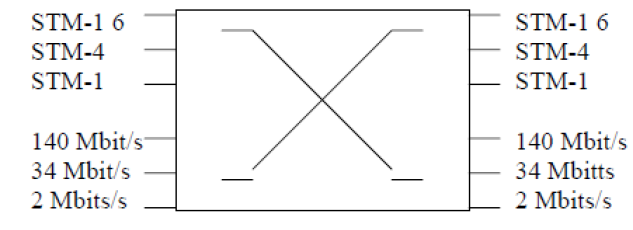 STM-1 6
STM-4
STM-1
140 Mbit/s
34 Mbit/s
2 Mbits/s
STM-1 6
STM-4
STM-1
140 Mbit/s
34 Mbitts
2 Mbits/s